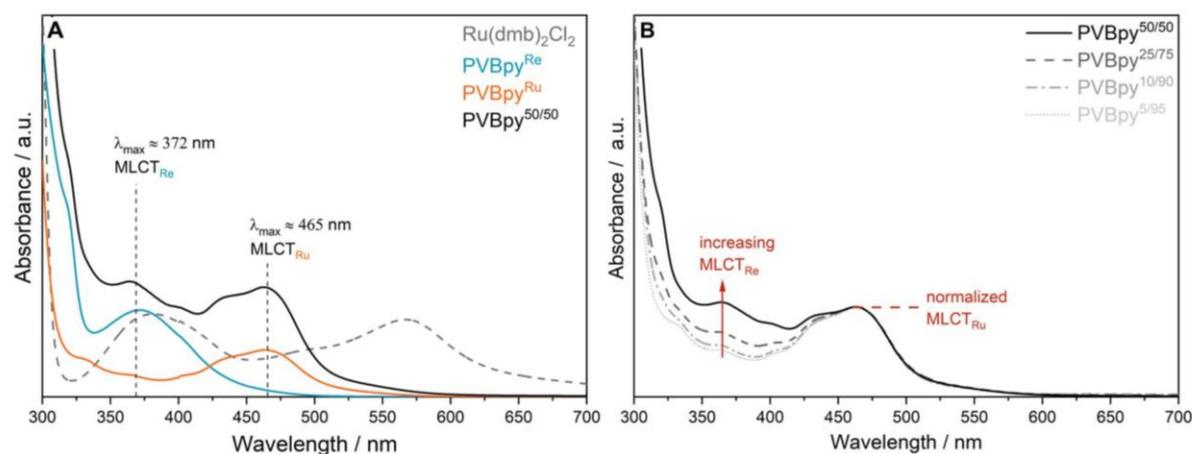 A
Ru(dmb)₂Cl₂
PVBpyᴿᵉ
PVBpyᴿᵘ
PVBpy⁵⁰/⁵⁰
λmax ≈ 372 nm
MLCTRe
λmax ≈ 465 nm
MLCTRu
Absorbance / a.u.
300 350 400 450 500 550 600 650 700
Wavelength / nm
B
PVBpy⁵⁰/⁵⁰
PVBpy²⁵/⁷⁵
PVBpy¹⁰/⁹⁰
PVBpy⁵/⁹⁵
increasing
MLCTRe
normalized
MLCTRu
Absorbance / a.u.
300 350 400 450 500 550 600 650 700
Wavelength / nm